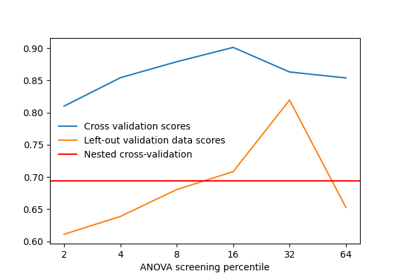 0.90
0.85
0.80
0.75
0.70
0.65
0.60
Cross validation scores
Left-out validation data scores
Nested cross-validation
2 4 8 16 32 64
ANOVA screening percentile